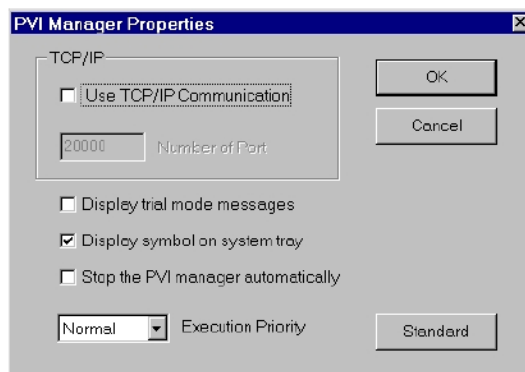 PVI Manager Properties
TCP/IP
Use TCP/IP Communication
20000 Number of Port
OK
Cancel
Display trial mode messages
Display symbol on system tray
Stop the PVI manager automatically
Normal Execution Priority
Standard